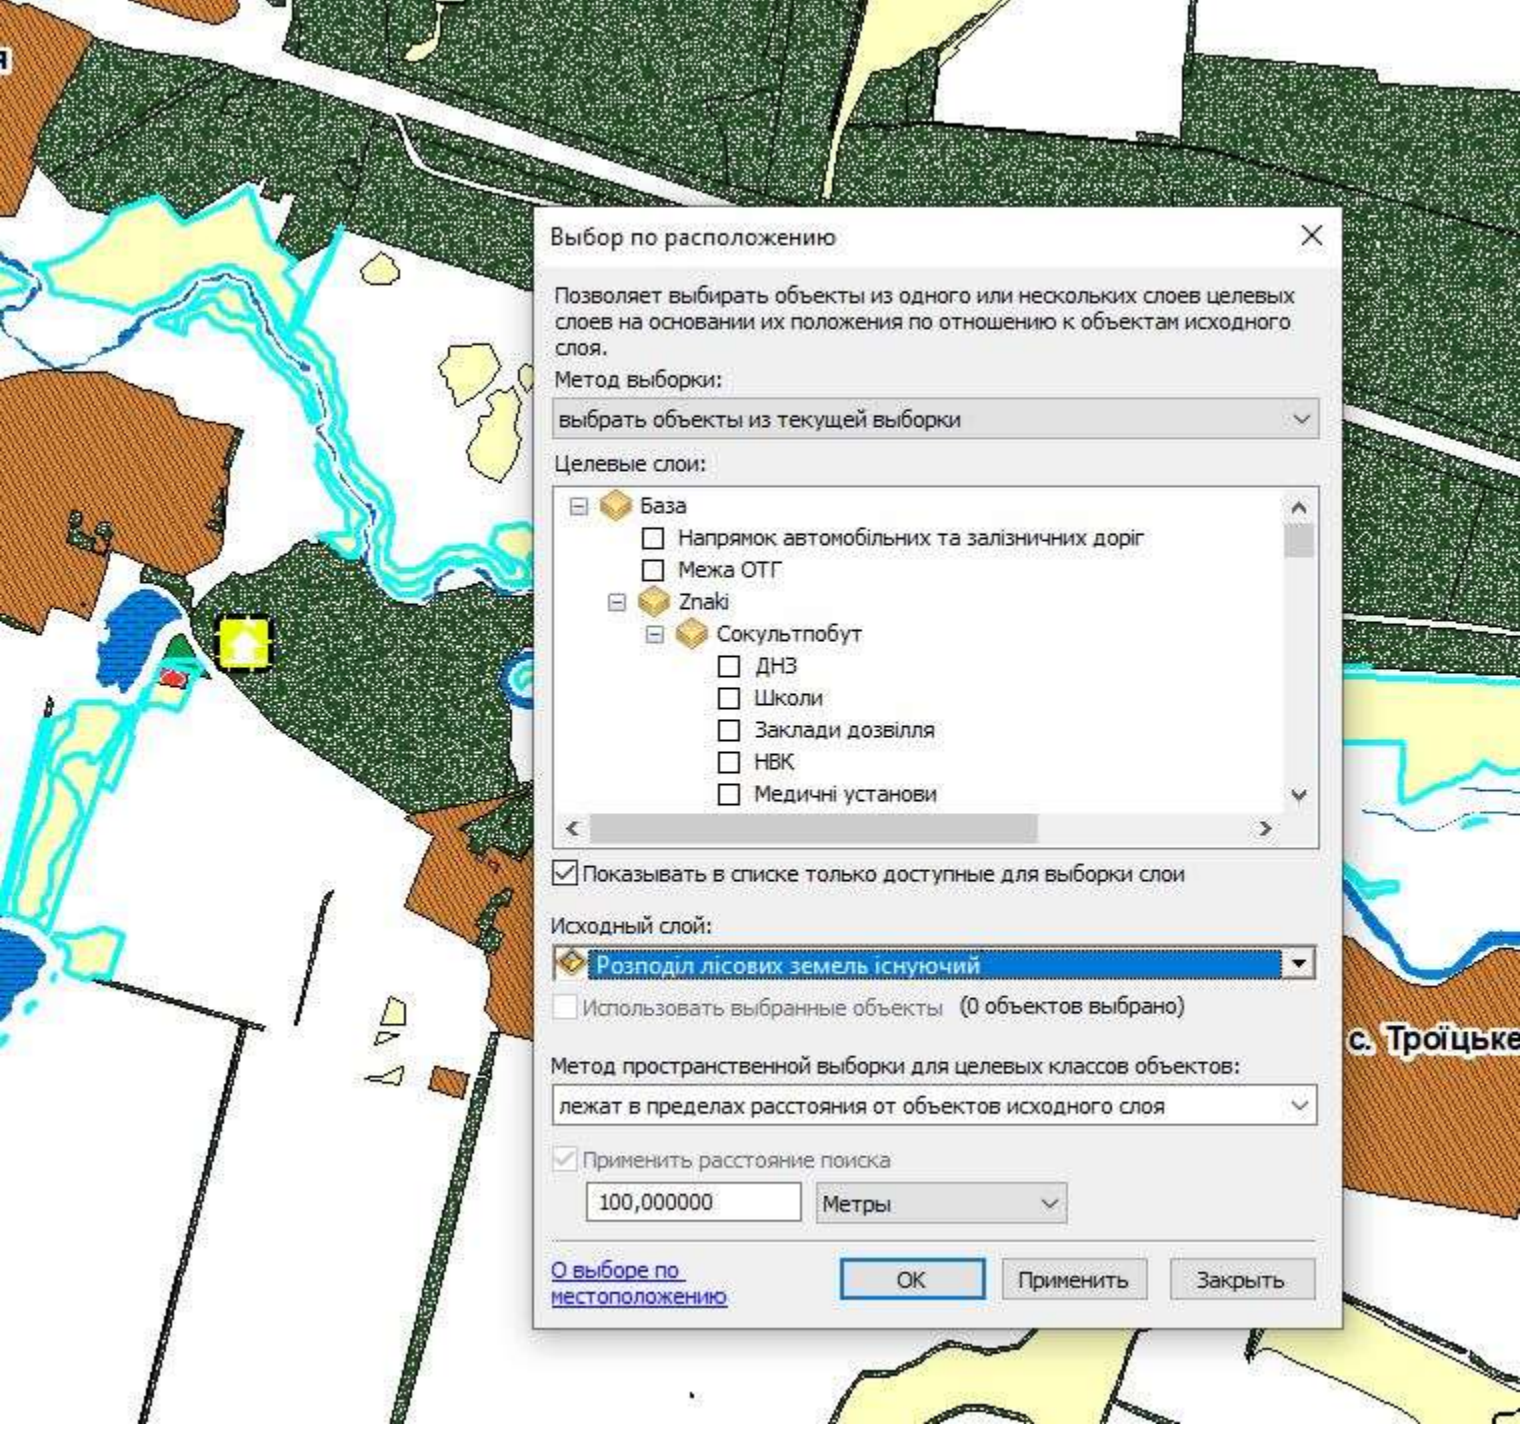 я
Выбор по расположению
Позволяет выбирать объекты из одного или нескольких слоев целевых
слоев на основании их положения по отношению к объектам исходного
слоя.
Метод выборки:
выбрать объекты из текущей выборки
Целевые слои:
База
Напрямок автомобільних та залізничних доріг
Межа ОТГ
Znaki
Сокультпобут
ДНЗ
Школи
Заклади дозвілля
НВК
Медичні установи
Показывать в списке только доступные для выборки слои
Исходный слой:
Розподіл лісових земель існуючий
Использовать выбранные объекты (0 объектов выбрано)
с. Троїцьке
Метод пространственной выборки для целевых классов объектов:
лежат в пределах расстояния от объектов исходного слоя
Применить расстояние поиска
100,000000 Метры
О выборе по
местоположению
OK Применить Закрыть